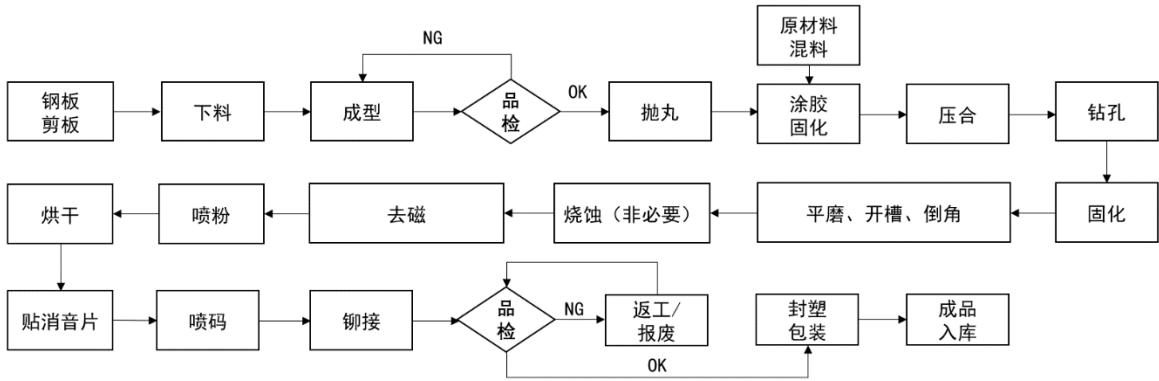 原材料
混料
NG
钢板
剪板
下料
成型
品
检
OK
抛丸
涂胶
固化
压合
钻孔
烘干
喷粉
去磁
烧蚀（非必要）
平磨、开槽、倒角
固化
贴消音片
喷码
铆接
品
检
NG
返工/
报废
封塑
包装
成品
入库
OK